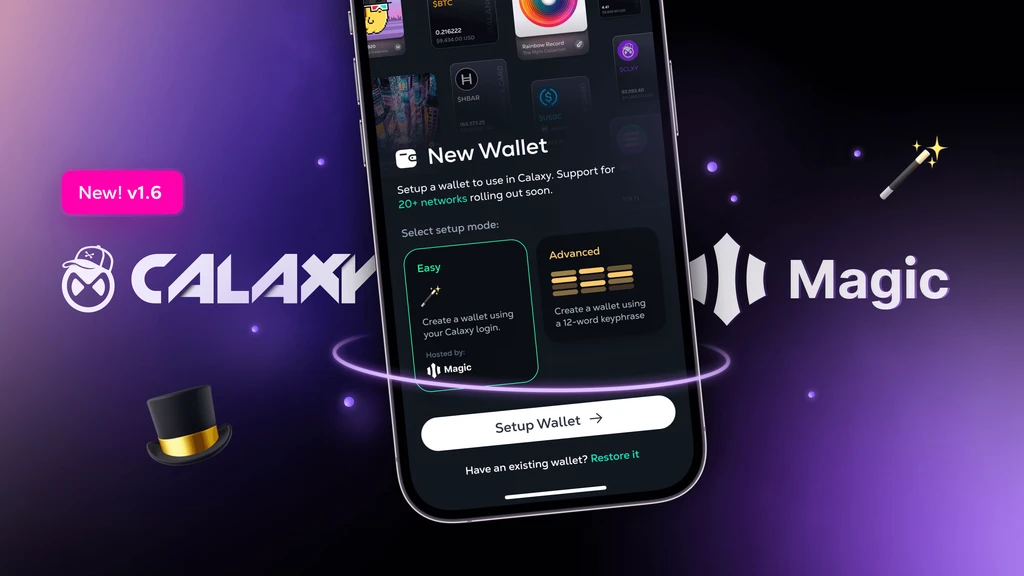 $BTC
0.216222
$9,434.00 USD
4.41
Rainbow Record
$HBAR
$USDC
$CLXY
New Wallet
Setup a wallet to use in Calaxy. Support for
20+ networks rolling out soon.
Select setup mode:
Easy
Create a wallet using
your Calaxy login.
Hosted by:
Magic
Advanced
Create a wallet using
a 12-word keyphrase
Setup Wallet →
Have an existing wallet? Restore it
New! v1.6
CALAXY
Magic